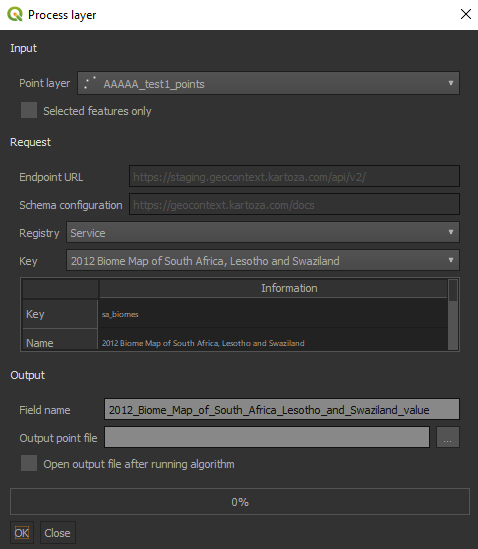 Process layer
Input
Point layer AAAAA_test1_points
Selected features only
Request
Endpoint URL https://staging.geocontext.kartoza.com/api/v2/
Schema configuration https://geocontext.kartoza.com/docs
Registry Service
Key 2012 Biome Map of South Africa, Lesotho and Swaziland
Information
Key sa_biomes
Name 2012 Biome Map of South Africa, Lesotho and Swaziland
Output
Field name 2012_Biome_Map_of_South_Africa_Lesotho_and_Swaziland_value
Output point file ...
Open output file after running algorithm
0%
OK Close